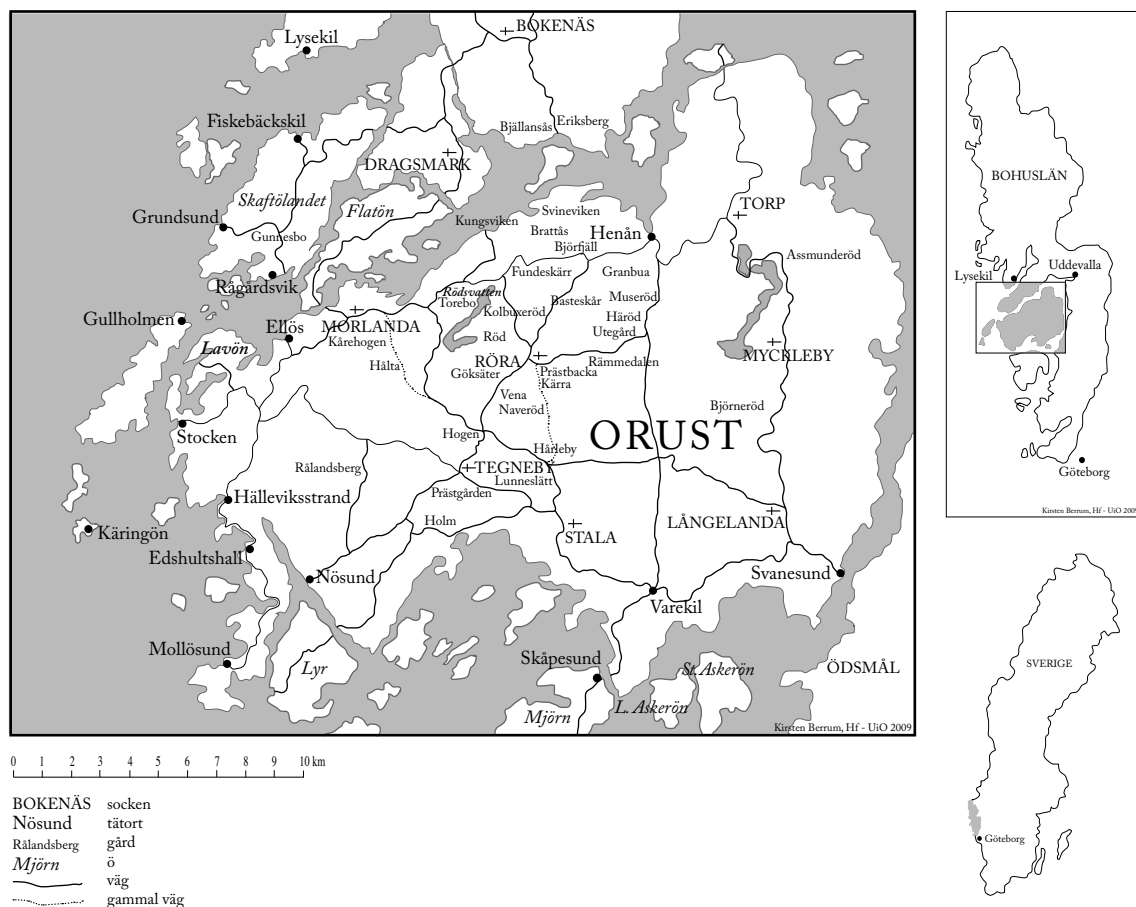 BOKENÄS
Lysekil
Fiskebäckskil
Bjällansås
Eriksberg
DRAGSMARK
Skaftölandet
Flatön
Grundsund
Gunnesbo
Kungsviken
Svineviken
Brattås
Henån
Björfjäll
TORP
Assmunderöd
Rågårdsvik
Fundeskärr
Granbua
Rödsvatten
Torebo
Kolbuxeröd
Basteskår
Museröd
Häröd
Utegård
Gullholmen
Ellös
MORLANDA
Kårehogen
Röd
Lavön
Hålta
RÖRA
Göksäter
Prästbacka
Kärra
Rämmedalen
MYCKLEBY
Vena
Naveröd
Björneröd
Stocken
Hogen
Hårleby
ORUST
Rålandsberg
TEGNEBY
Lunneslätt
Hälleviksstrand
Prästgården
Käringön
Holm
STALA
LÅNGELANDA
Edshultshall
Nösund
Svanesund
Varekil
Mollösund
Lyr
Skåpesund
St. Askerön
ÖDSMÅL
Mjörn
L. Askerön
Kirsten Berrum, Hf - UiO 2009
0 1 2 3 4 5 6 7 8 9 10 km
BOKENÄS socken
Nösund tätort
Rålandsberg gård
Mjörn ö
väg
gammal väg
BOHUSLÄN
Lysekil
Uddevalla
Göteborg
Kirsten Berrum, Hf - UiO 2009
SVERIGE
Göteborg